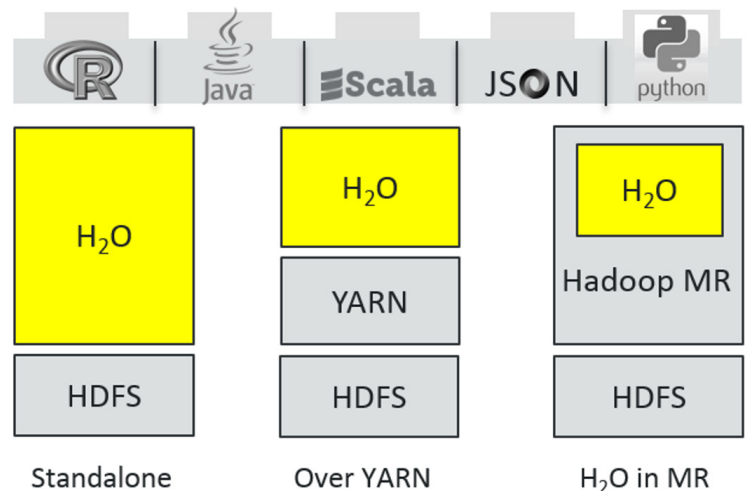 R
Java
Scala
JSON
python
H₂O
H₂O
H₂O
YARN
Hadoop MR
HDFS
HDFS
HDFS
Standalone
Over YARN
H₂O in MR